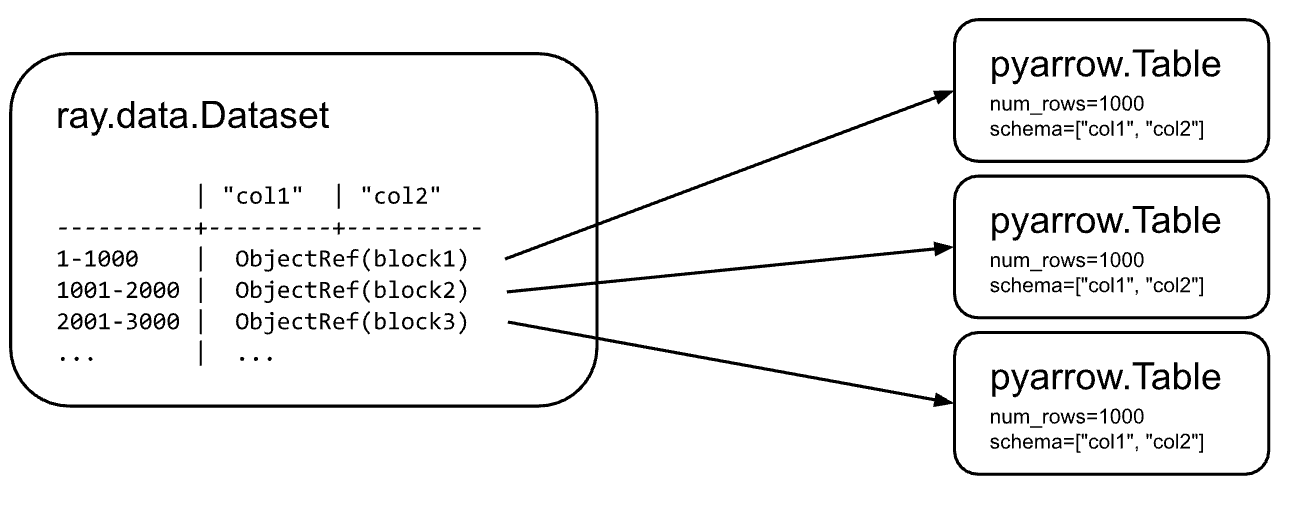 ray.data.Dataset
| "col1" | "col2"
----------+---------+----------
1-1000 | ObjectRef(block1)
1001-2000 | ObjectRef(block2)
2001-3000 | ObjectRef(block3)
... | ...
pyarrow.Table
num_rows=1000
schema=["col1", "col2"]
pyarrow.Table
num_rows=1000
schema=["col1", "col2"]
pyarrow.Table
num_rows=1000
schema=["col1", "col2"]